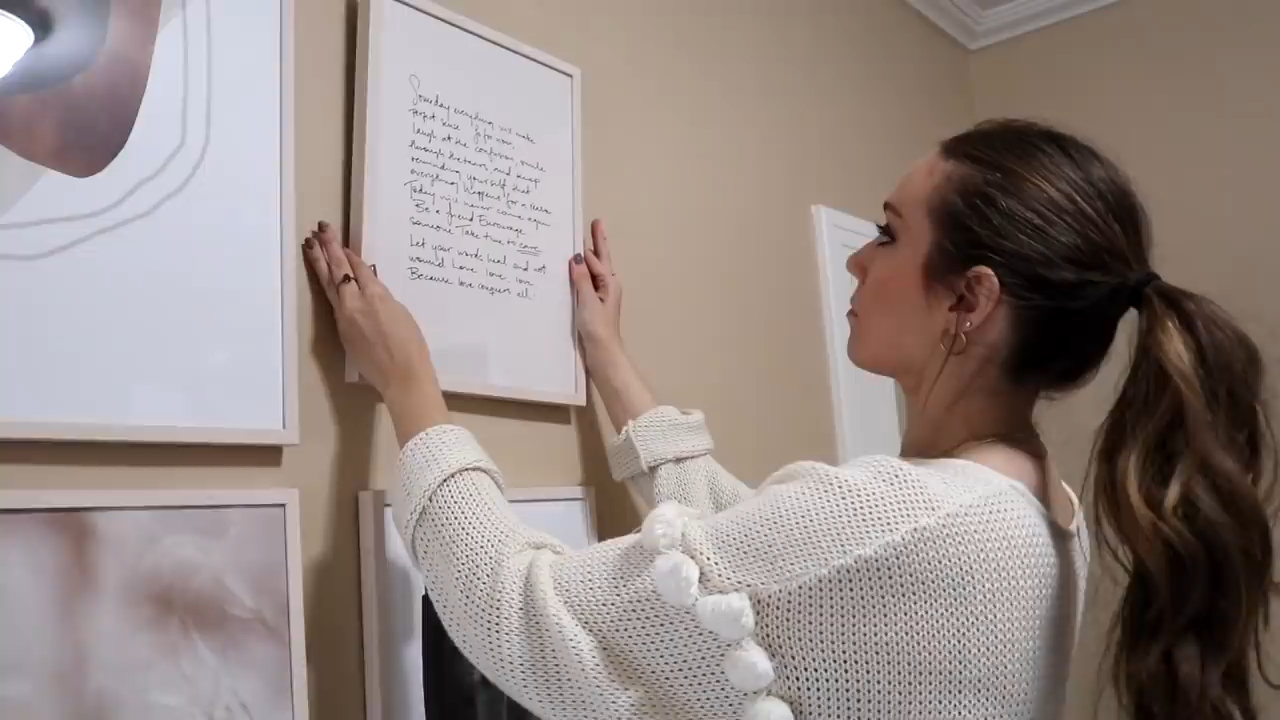 Someday everything will make
perfect sense. So for now,
laugh at the confusion, smile
through the tears, and keep
reminding yourself that
everything happens for a reason
Today will never come again
Be a friend Encourage
someone Take time to care
Let your words heal, and not
wound Love love, love
Because love conquers all.